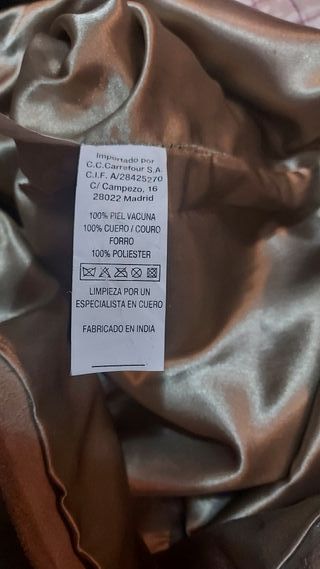 Importado por
C.C.Carrefour S.A
C.I.F. A/28425270
C/ Campezo, 16
28022 Madrid
100% PIEL VACUNA
100% CUERO / COURO
FORRO
100% POLIESTER
LIMPIEZA POR UN
ESPECIALISTA EN CUERO
FABRICADO EN INDIA